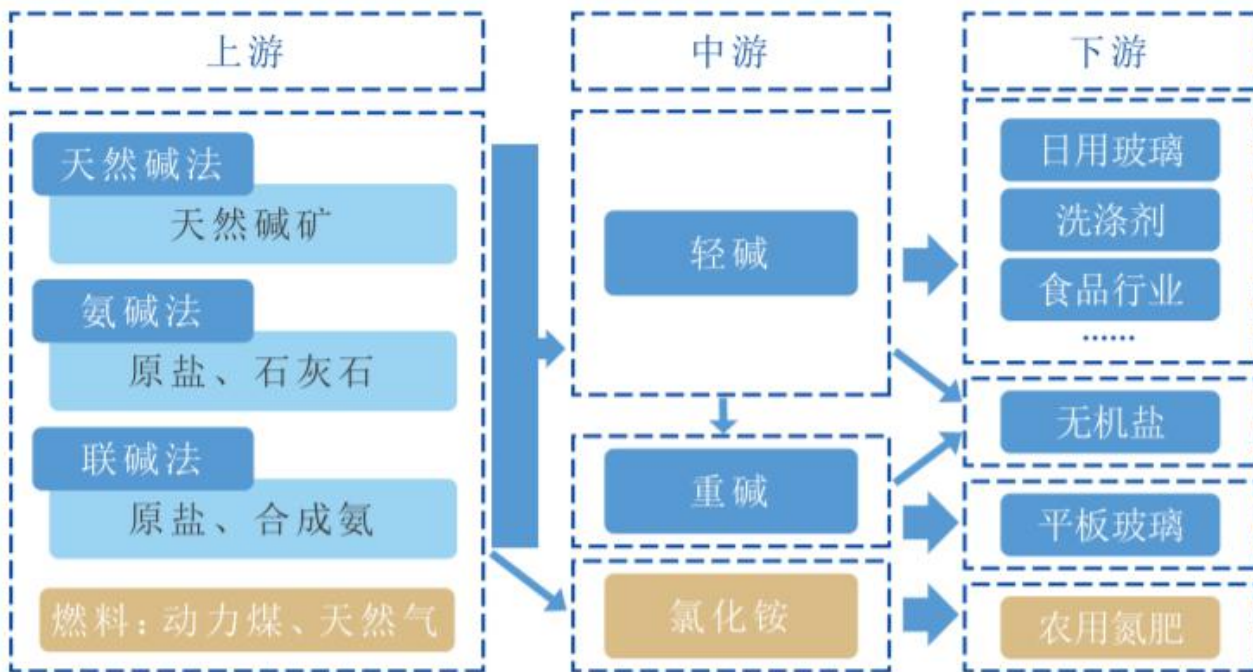 上游
中游
下游
天然碱法
天然碱矿
氨碱法
原盐、石灰石
联碱法
原盐、合成氨
燃料：动力煤、天然气
轻碱
重碱
氯化铵
日用玻璃
洗涤剂
食品行业
······
无机盐
平板玻璃
农用氮肥